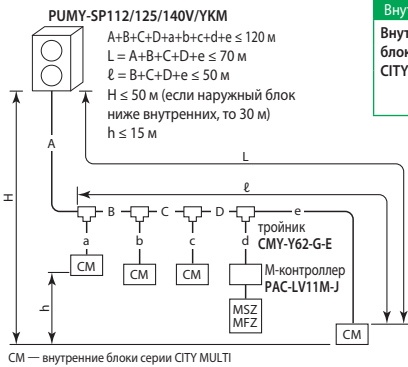 PUMY-SP112/125/140V/YKM
A+B+C+D+a+b+c+d+e ≤ 120 м
L = A+B+C+D+e ≤ 70 м
ℓ = B+C+D+e ≤ 50 м
H ≤ 50 м (если наружный блок
ниже внутренних, то 30 м)
h ≤ 15 м
Внут
блок
CITY
A
H
L
ℓ
B
C
D
e
a
b
c
d
тройник
CMY-Y62-G-E
CM
CM
CM
М-контроллер
PAC-LV11M-J
h
MSZ
MFZ
CM
CM — внутренние блоки серии CITY MULTI